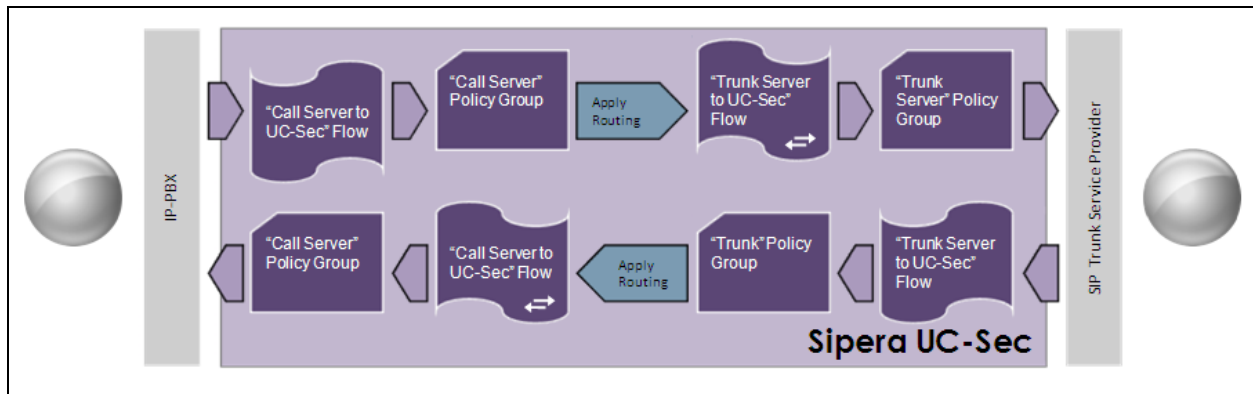 IP-PBX
“Call Server to
UC-Sec” Flow
“Call Server”
Policy Group
Apply
Routing
“Trunk Server
to UC-Sec”
Flow
“Trunk
Server” Policy
Group
SIP Trunk Service Provider
“Call Server”
Policy Group
“Call Server to
UC-Sec” Flow
Apply
Routing
“Trunk” Policy
Group
“Trunk Server
to UC-Sec”
Flow
Sipera UC-Sec